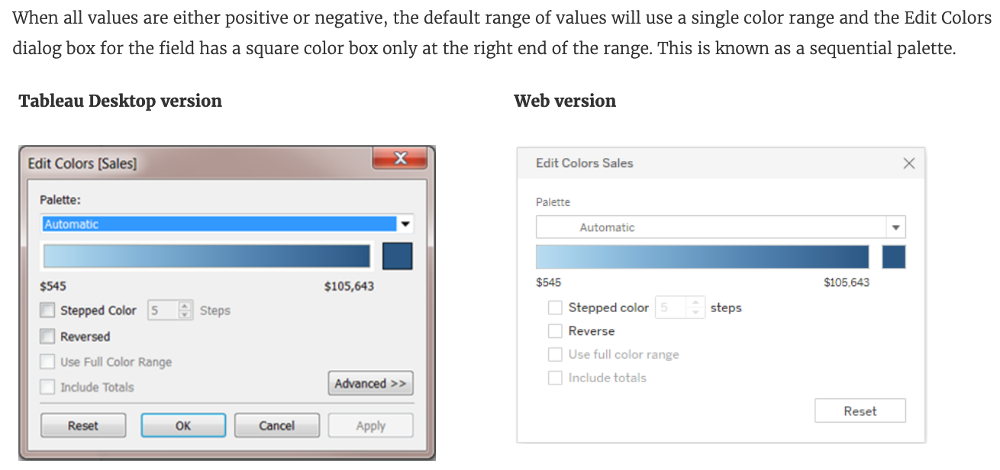 When all values are either positive or negative, the default range of values will use a single color range and the Edit Colors
dialog box for the field has a square color box only at the right end of the range. This is known as a sequential palette.
Tableau Desktop version
Web version
Edit Colors [Sales]
Palette:
Automatic
$545
$105,643
Stepped Color 5 Steps
Reversed
Use Full Color Range
Include Totals
Advanced >>
Reset OK Cancel Apply
Edit Colors Sales
Palette
Automatic
$545
$105,643
Stepped color 5 steps
Reverse
Use full color range
Include totals
Reset